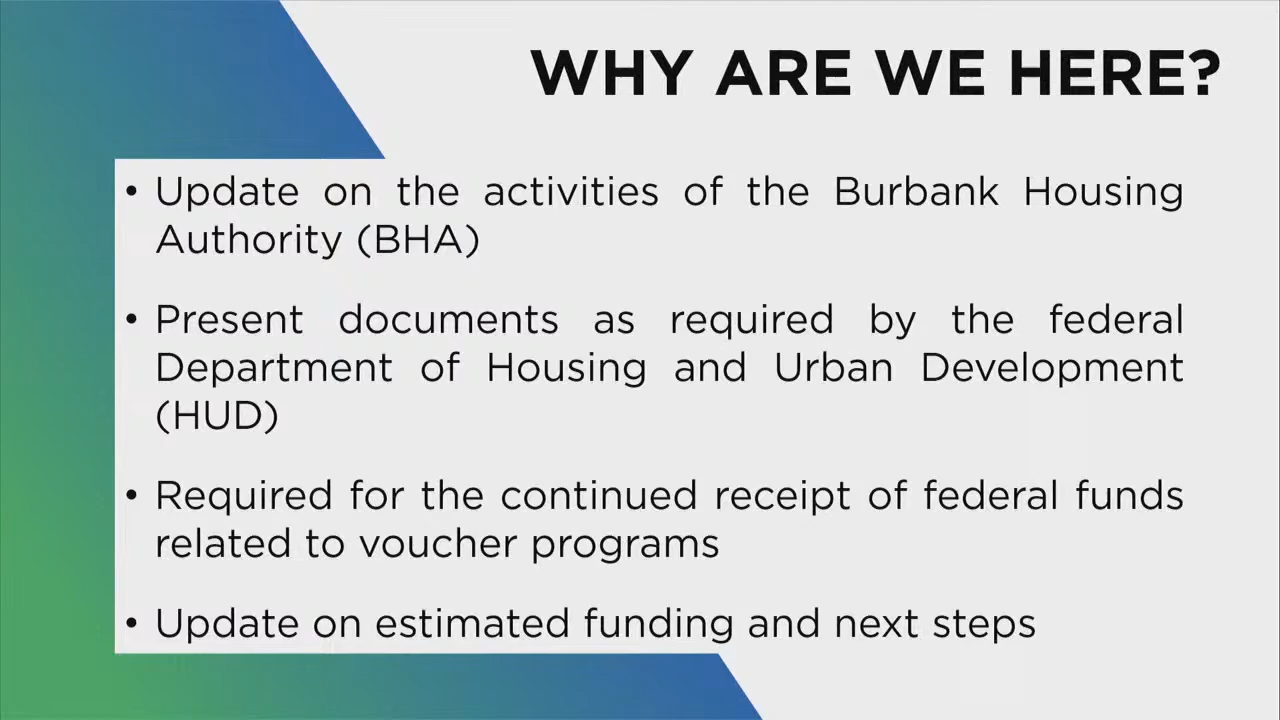 WHY ARE WE HERE?
• Update on the activities of the Burbank Housing
Authority (BHA)
• Present documents as required by the federal
Department of Housing and Urban Development
(HUD)
• Required for the continued receipt of federal funds
related to voucher programs
• Update on estimated funding and next steps